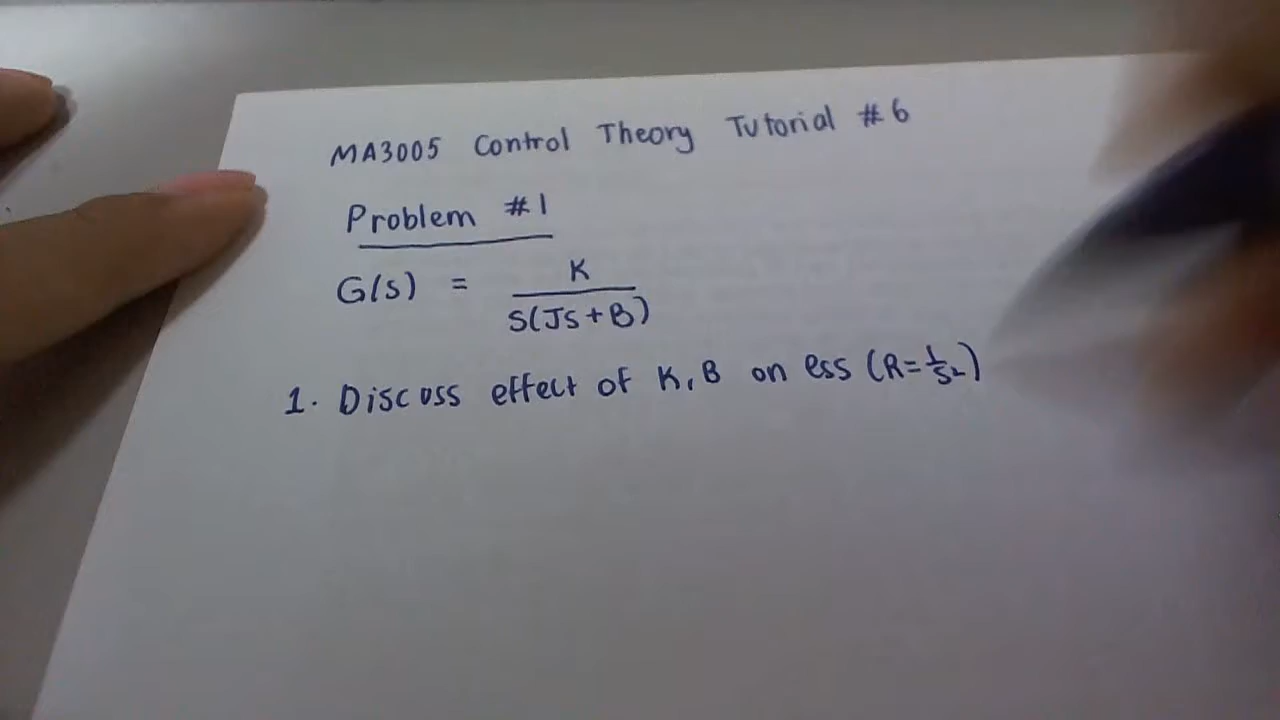 MA3005 Control Theory Tutorial #6
Problem #1
G(s) = K / S(Js+B)
1. Discuss effect of K, B on ess (R=1/s²)